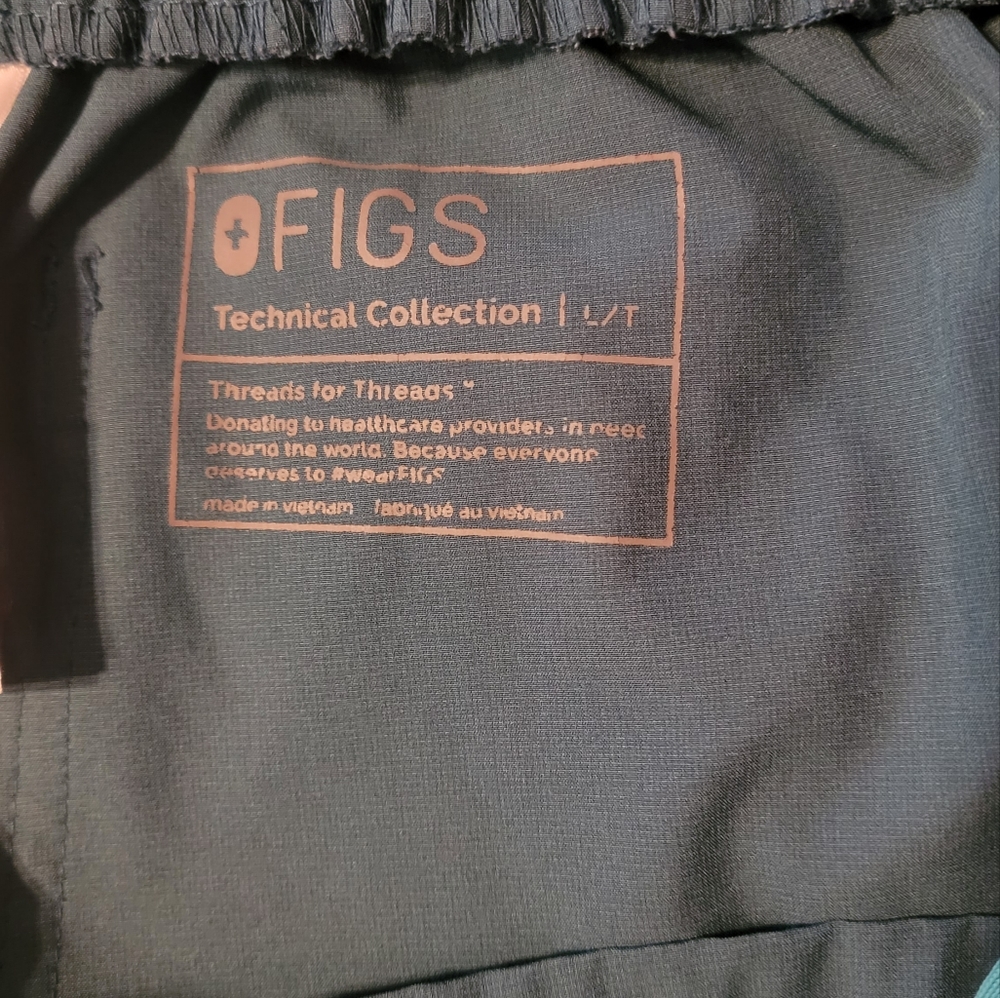 FIGS
Technical Collection | L/T
Threads for Threads ™
Donating to healthcare providers in need
around the world. Because everyone
deserves to #wearFIGS
made in vietnam fabriqué au Vietnam